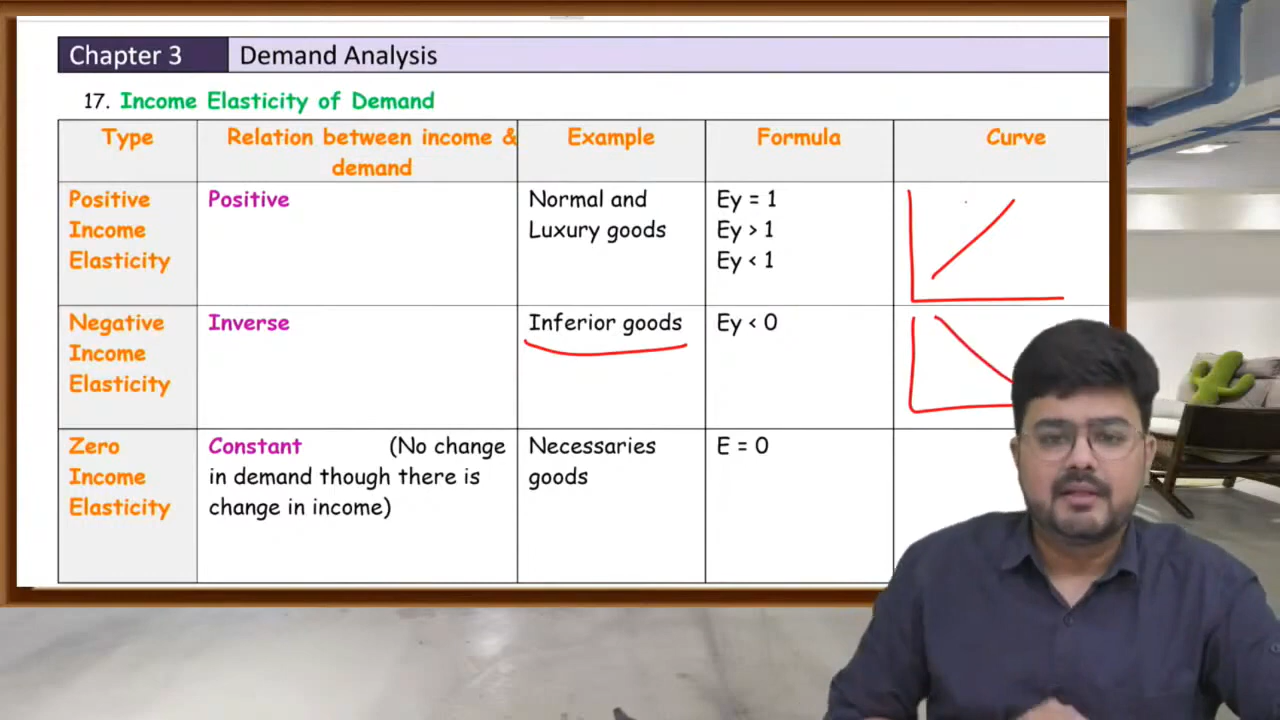 Chapter 3 Demand Analysis
17. Income Elasticity of Demand
Type Relation between income & demand Example Formula Curve
Positive Income Elasticity
Positive
Normal and Luxury goods
Ey = 1
Ey > 1
Ey < 1
Negative Income Elasticity
Inverse
Inferior goods
Ey < 0
Zero Income Elasticity
Constant (No change
in demand though there is
change in income)
Necessaries goods
E = 0